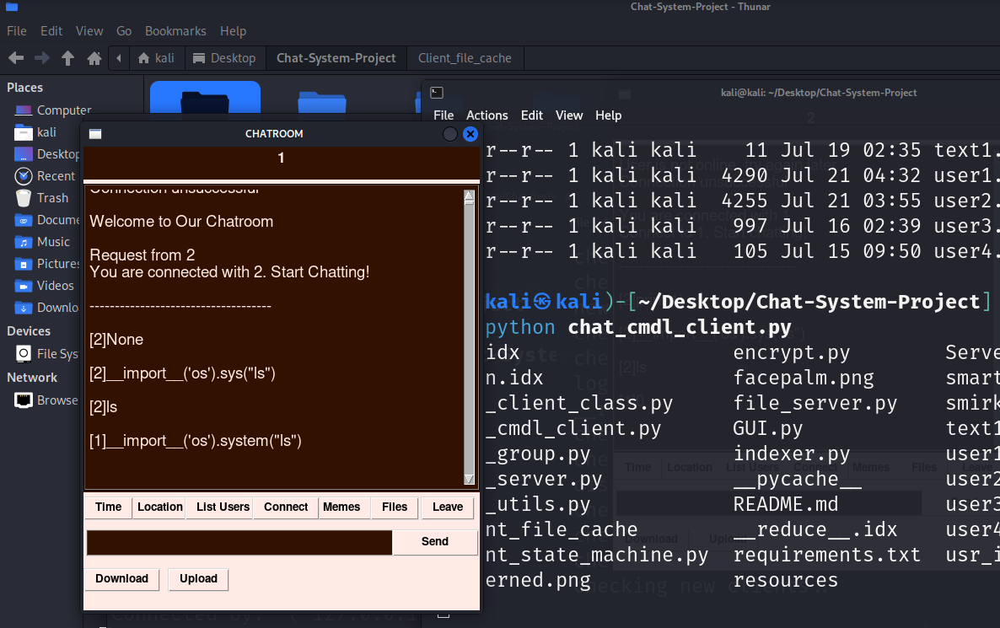 Chat-System-Project - Thunar
File Edit View Go Bookmarks Help
kali Desktop Chat-System-Project Client_file_cache
Places
Computer
kali
Desktop
Recent
Trash
Docume
Music
Pictures
Videos
Downlo
Devices
File Sys
Network
Browse
CHATROOM
1
Connection unsuccessful
Welcome to Our Chatroom
Request from 2
You are connected with 2. Start Chatting!
------------------------------------
[2]None
[2]__import__('os').sys("ls")
[2]ls
[1]__import__('os').system("ls")
Time Location List Users Connect Memes Files Leave
Send
Download Upload
kali@kali: ~/Desktop/Chat-System-Project
File Actions Edit View Help
r--r-- 1 kali kali 11 Jul 19 02:35 text1.
r--r-- 1 kali kali 4290 Jul 21 04:32 user1.
r--r-- 1 kali kali 4255 Jul 21 03:55 user2.
r--r-- 1 kali kali 997 Jul 16 02:39 user3.
r--r-- 1 kali kali 105 Jul 15 09:50 user4.
kali㉿kali)-[~/Desktop/Chat-System-Project]
python chat_cmdl_client.py
idx encrypt.py Serve
n.idx facepalm.png smart
_client_class.py file_server.py smirk
_cmdl_client.py GUI.py text1
_group.py indexer.py user1
_server.py __pycache__ user2
_utils.py README.md user3
nt_file_cache __reduce__.idx user4
nt_state_machine.py requirements.txt usr_i
erned.png resources
checking new clients..